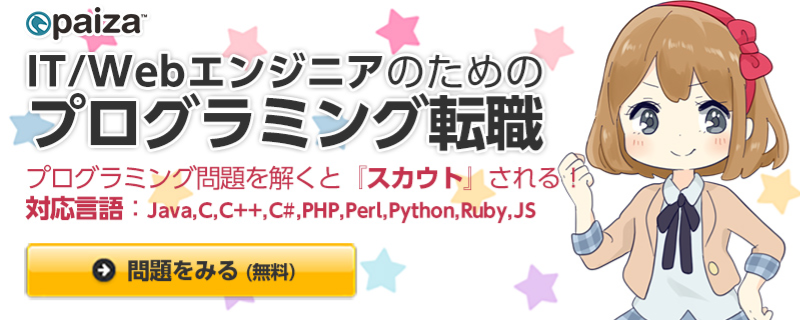 paiza™
IT/Webエンジニアのための
プログラミング転職
プログラミング問題を解くと『スカウト』される！
対応言語：Java,C,C++,C#,PHP,Perl,Python,Ruby,JS
問題をみる (無料)